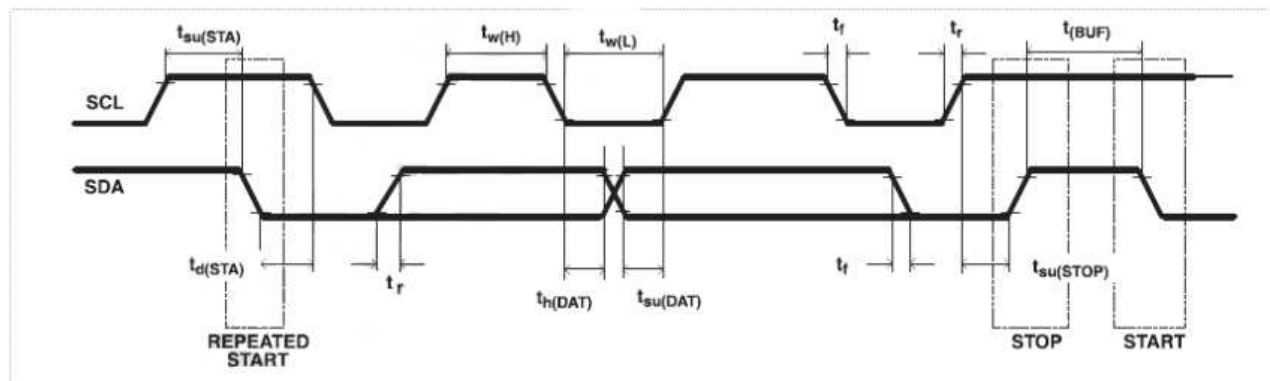 tsu(STA)
tw(H)
tw(L)
tf
tr
t(BUF)
SCL
SDA
td(STA)
tr
th(DAT)
tsu(DAT)
tf
tsu(STOP)
REPEATED
START
STOP
START